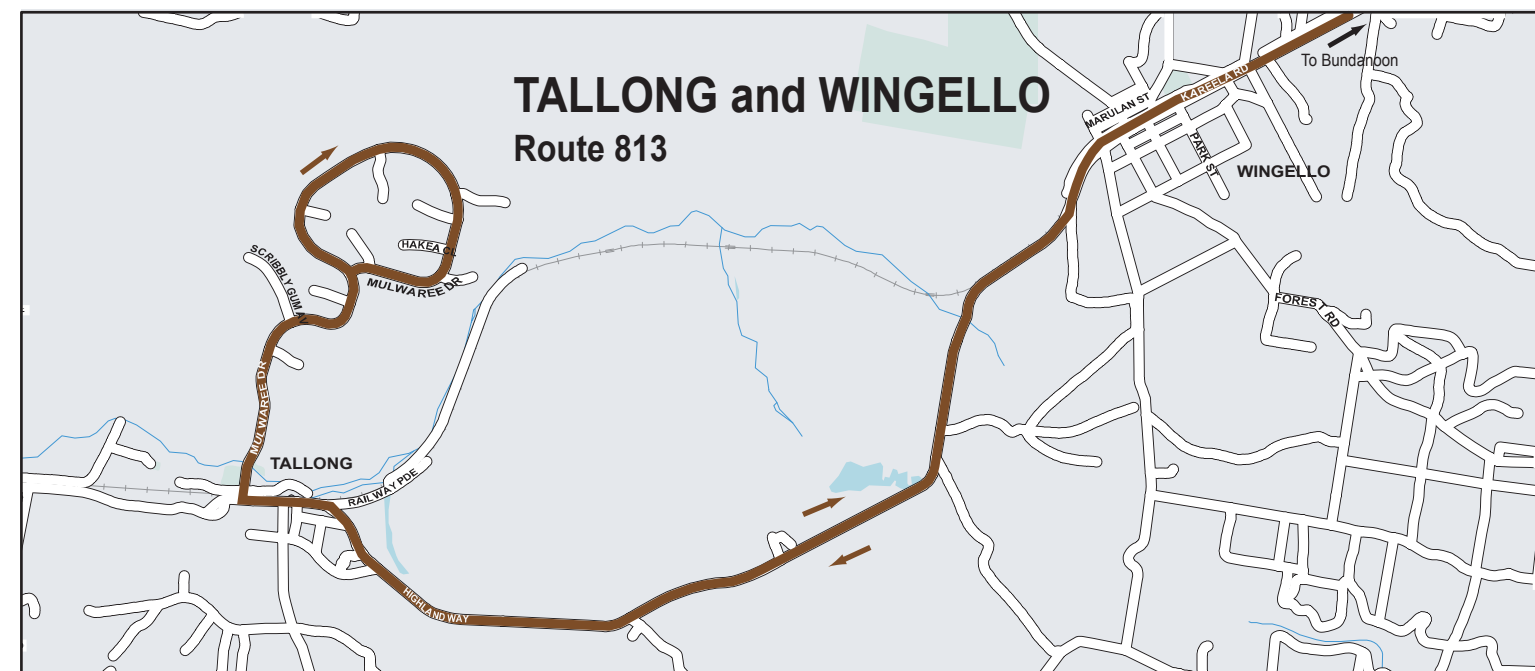 TALLONG and WINGELLO
Route 813
To Bundanoon
KAREELA RD
MARULAN ST
PARK ST
WINGELLO
HAKEA CL
SCRIBBLY GUM AV
MULWAREE DR
FOREST RD
MULWAREE DR
TALLONG
RAILWAY PDE
HIGHLAND WAY